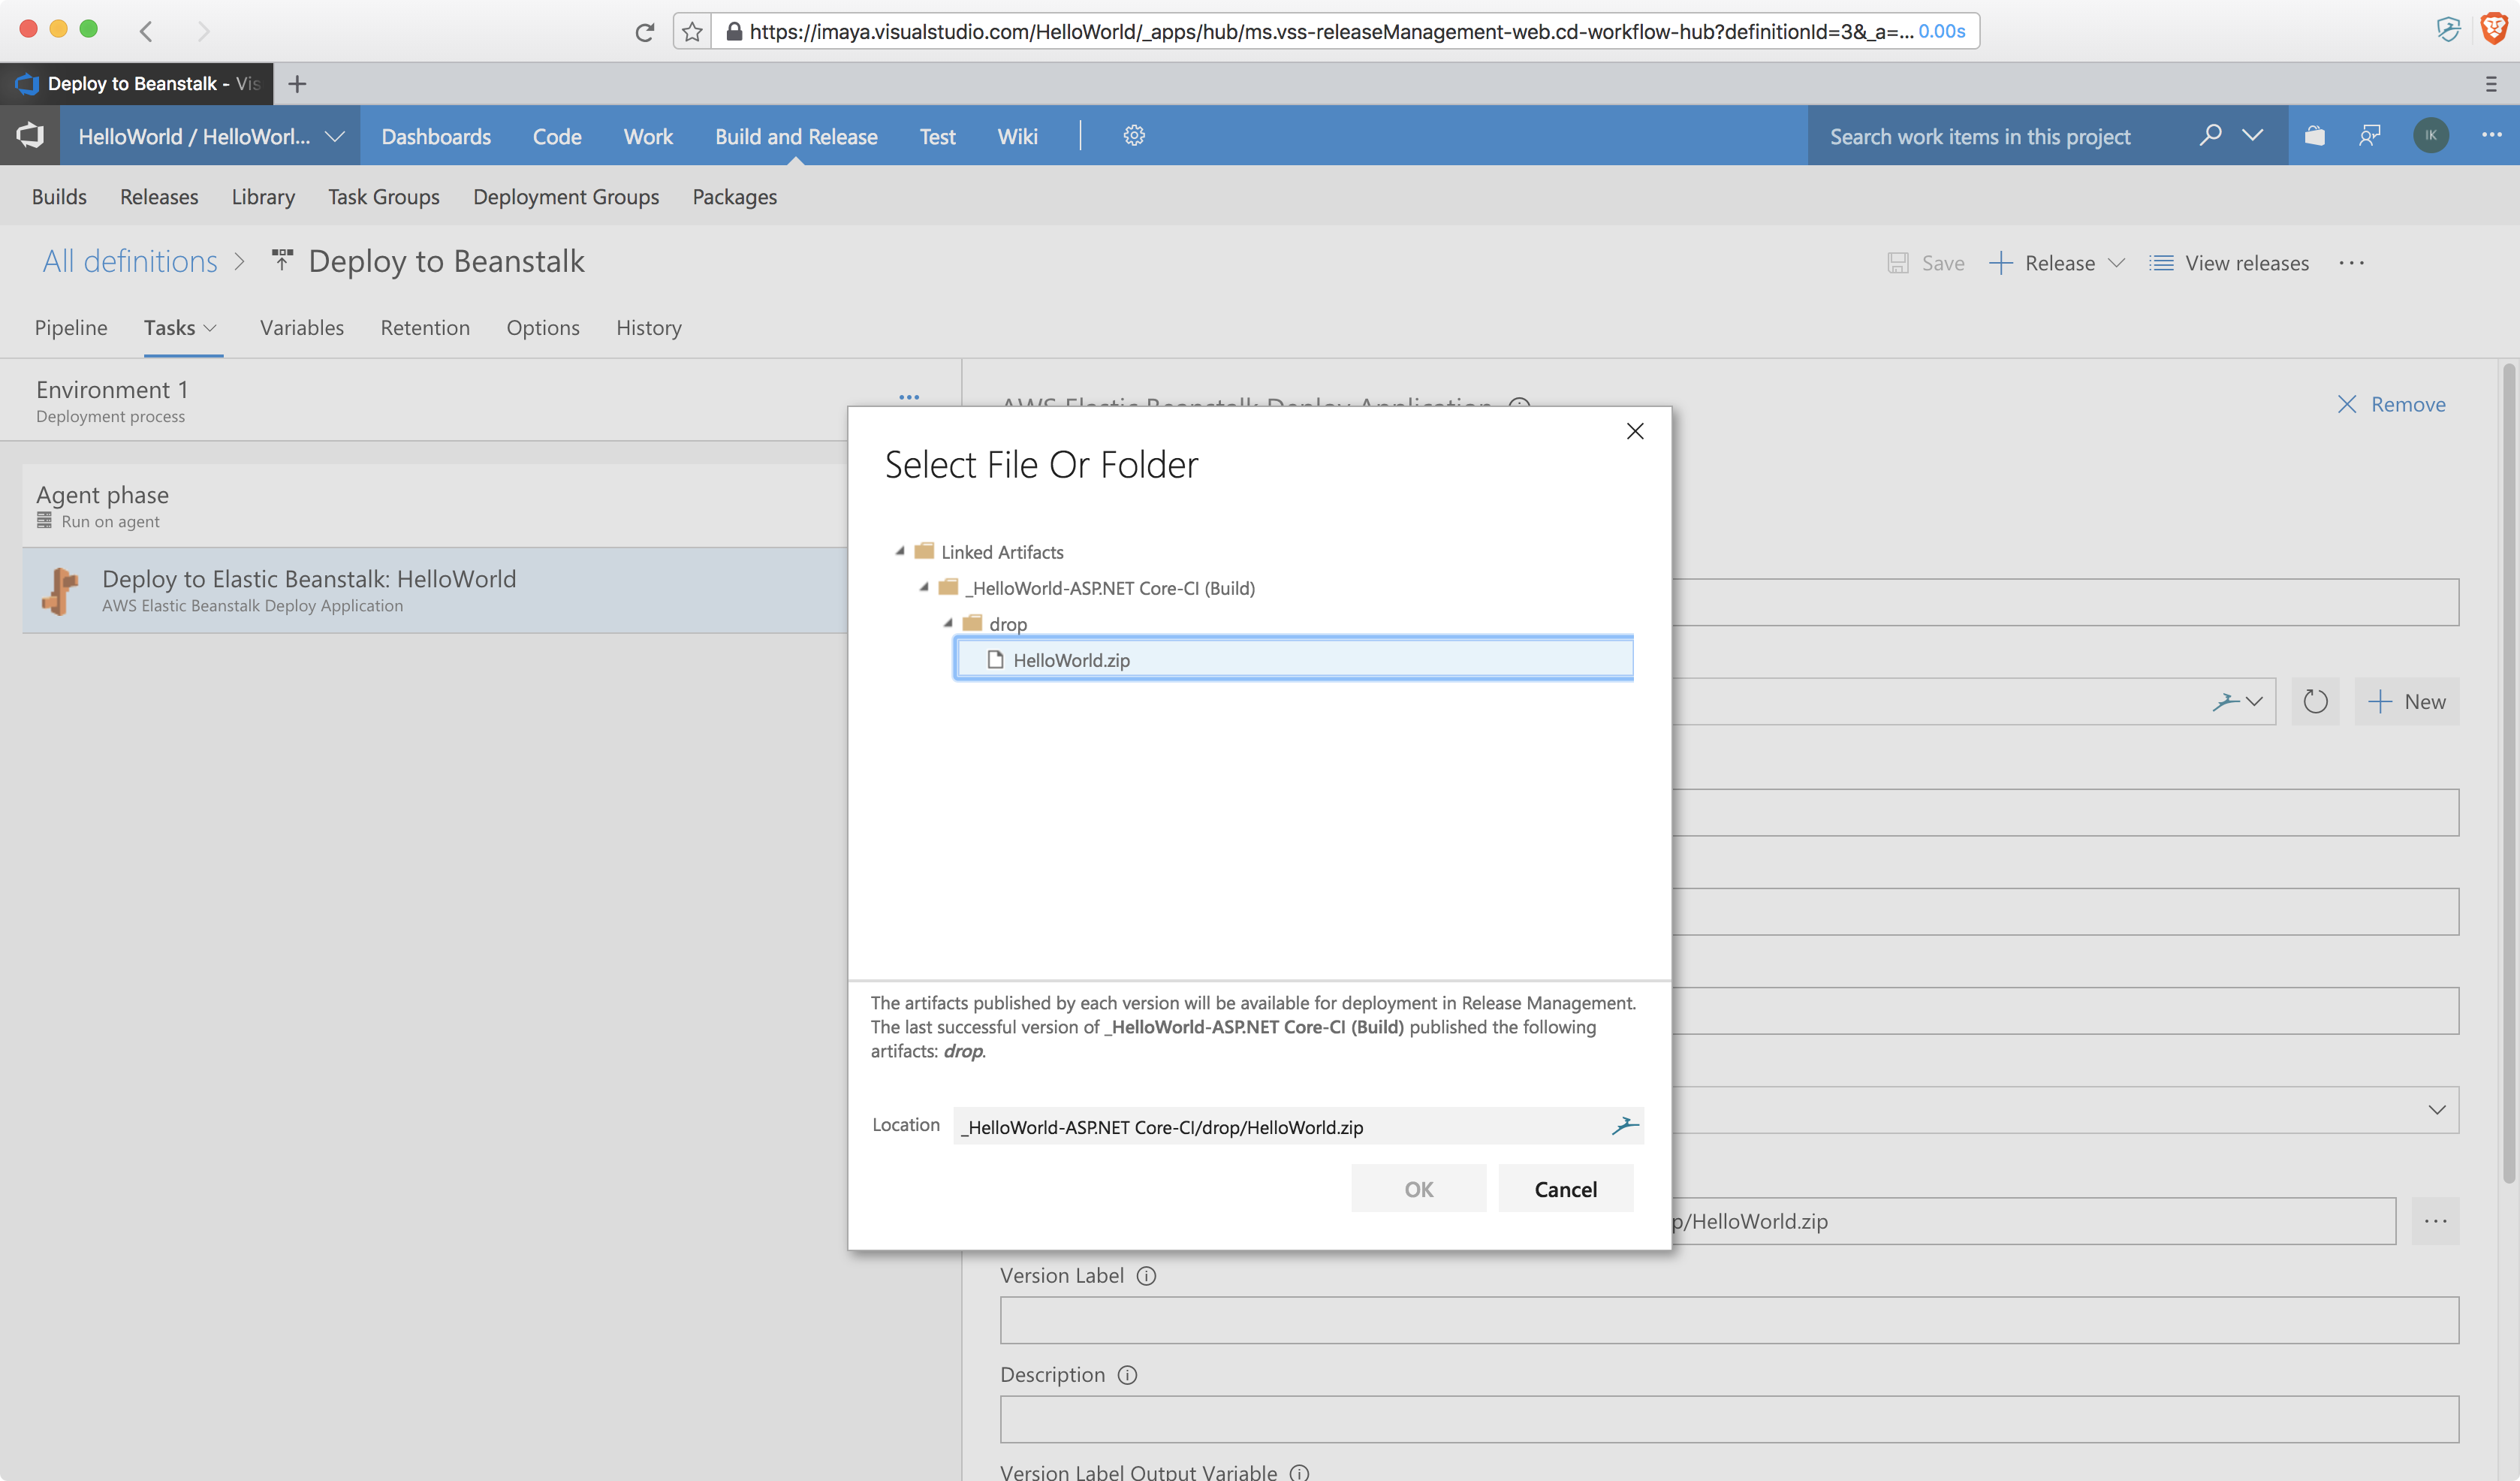 https://imaya.visualstudio.com/HelloWorld/_apps/hub/ms.vss-releaseManagement-web.cd-workflow-hub?definitionId=3&_a=... 0.00s
Deploy to Beanstalk - Vis
HelloWorld / HelloWorl... Dashboards Code Work Build and Release Test Wiki Search work items in this project IK
Builds Releases Library Task Groups Deployment Groups Packages
All definitions > Deploy to Beanstalk Save + Release View releases ...
Pipeline Tasks Variables Retention Options History
Environment 1
Deployment process
AWS Elastic Beanstalk Deploy Application
Remove
Agent phase
Run on agent
Deploy to Elastic Beanstalk: HelloWorld
AWS Elastic Beanstalk Deploy Application
Select File Or Folder
Linked Artifacts
_HelloWorld-ASP.NET Core-CI (Build)
drop
HelloWorld.zip
New
The artifacts published by each version will be available for deployment in Release Management.
The last successful version of _HelloWorld-ASP.NET Core-CI (Build) published the following
artifacts: drop.
Location _HelloWorld-ASP.NET Core-CI/drop/HelloWorld.zip
OK Cancel
p/HelloWorld.zip ...
Version Label
Description
Version Label Output Variable